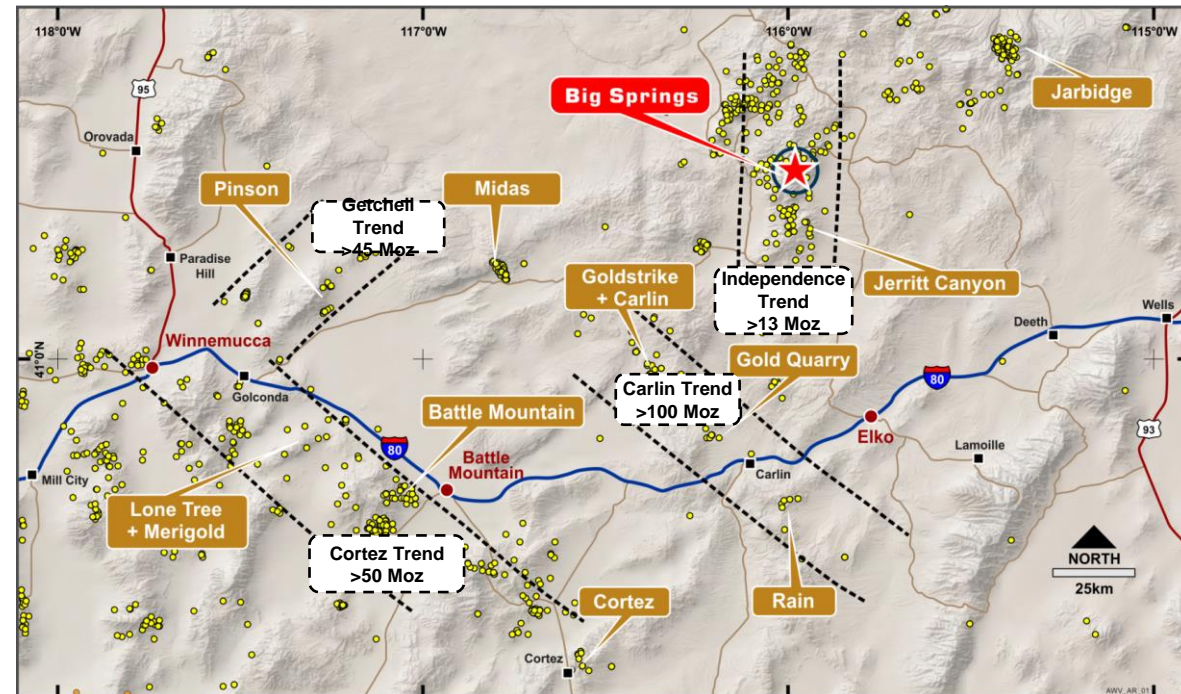 118°0'W
117°0'W
116°0'W
115°0'W
95
Orovada
Big Springs
Jarbidge
Pinson
Midas
Getchell
Trend
>45 Moz
Paradise
Hill
Goldstrike
+ Carlin
Independence
Trend
>13 Moz
Jerritt Canyon
Wells
Deeth
Winnemucca
41°0'N
Golconda
Gold Quarry
Carlin Trend
>100 Moz
80
Battle Mountain
Elko
93
80
Lamoille
Battle
Mountain
Carlin
Mill City
Lone Tree
+ Merigold
Cortez Trend
>50 Moz
NORTH
25km
Cortez
Rain
Cortez
AWV_AR_01